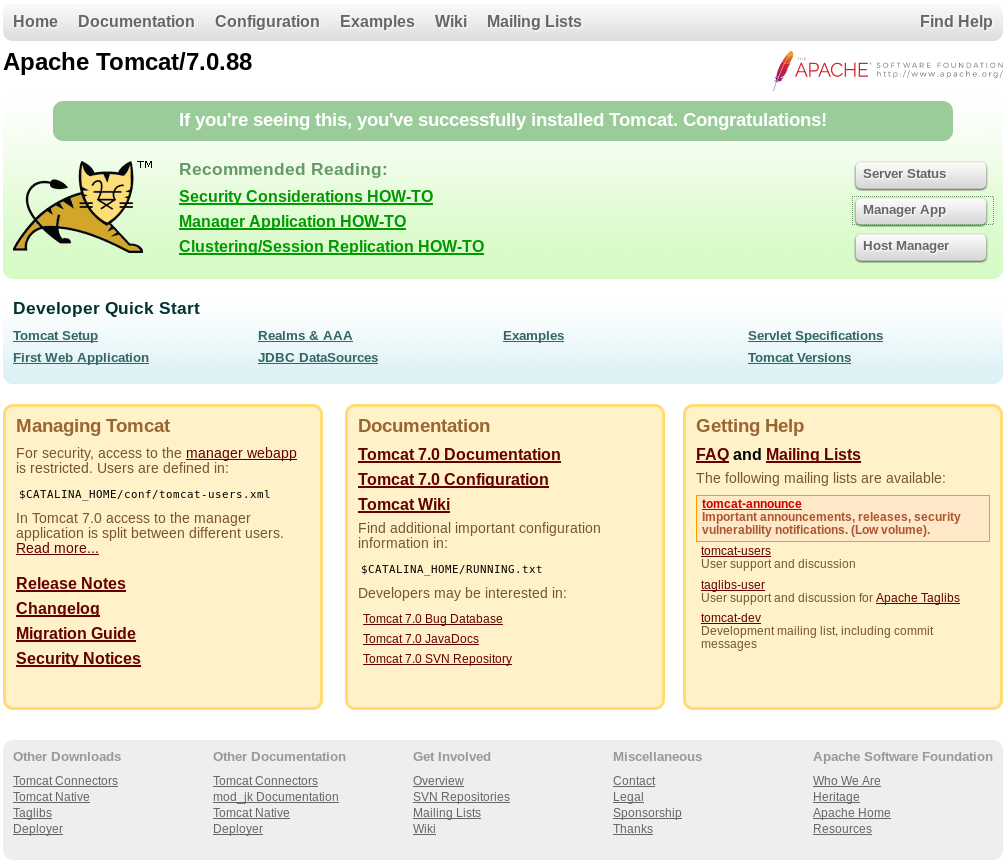 Home Documentation Configuration Examples Wiki Mailing Lists Find Help
Apache Tomcat/7.0.88
THE APACHE SOFTWARE FOUNDATION
http://www.apache.org/
If you're seeing this, you've successfully installed Tomcat. Congratulations!
TM
Recommended Reading:
Security Considerations HOW-TO
Manager Application HOW-TO
Clustering/Session Replication HOW-TO
Server Status
Manager App
Host Manager
Developer Quick Start
Tomcat Setup
First Web Application
Realms & AAA
JDBC DataSources
Examples
Servlet Specifications
Tomcat Versions
Managing Tomcat
For security, access to the manager webapp
is restricted. Users are defined in:
$CATALINA_HOME/conf/tomcat-users.xml
In Tomcat 7.0 access to the manager
application is split between different users.
Read more...
Release Notes
Changelog
Migration Guide
Security Notices
Documentation
Tomcat 7.0 Documentation
Tomcat 7.0 Configuration
Tomcat Wiki
Find additional important configuration
information in:
$CATALINA_HOME/RUNNING.txt
Developers may be interested in:
Tomcat 7.0 Bug Database
Tomcat 7.0 JavaDocs
Tomcat 7.0 SVN Repository
Getting Help
FAQ and Mailing Lists
The following mailing lists are available:
tomcat-announce
Important announcements, releases, security
vulnerability notifications. (Low volume).
tomcat-users
User support and discussion
taglibs-user
User support and discussion for Apache Taglibs
tomcat-dev
Development mailing list, including commit
messages
Other Downloads
Tomcat Connectors
Tomcat Native
Taglibs
Deployer
Other Documentation
Tomcat Connectors
mod_jk Documentation
Tomcat Native
Deployer
Get Involved
Overview
SVN Repositories
Mailing Lists
Wiki
Miscellaneous
Contact
Legal
Sponsorship
Thanks
Apache Software Foundation
Who We Are
Heritage
Apache Home
Resources